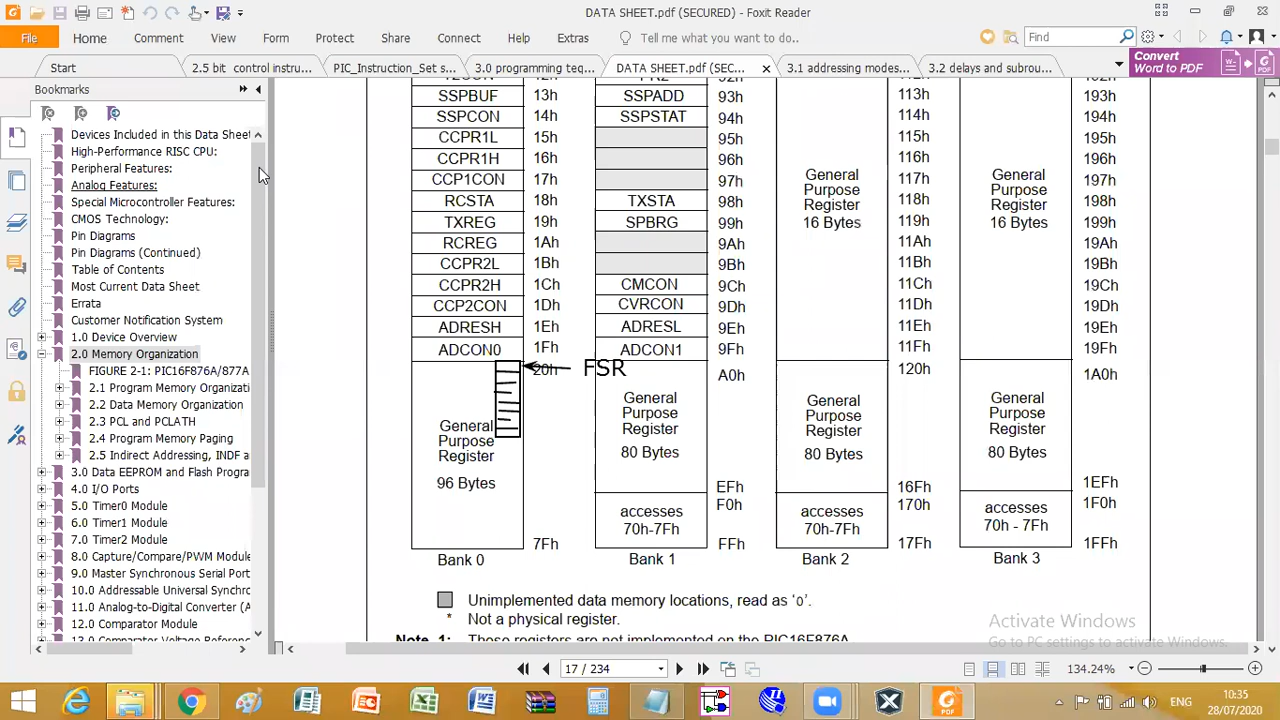 DATA SHEET.pdf (SECURED) - Foxit Reader
File Home Comment View Form Protect Share Connect Help Extras Tell me what you want to do... Find
Start 2.5 bit control instru... PIC_Instruction_Set s... 3.0 programming teq... DATA SHEET.pdf (SEC... × 3.1 addressing modes... 3.2 delays and subrou...
Convert
Word to PDF
Bookmarks
Devices Included in this Data Sheet
High-Performance RISC CPU:
Peripheral Features:
Analog Features:
Special Microcontroller Features:
CMOS Technology:
Pin Diagrams
Pin Diagrams (Continued)
Table of Contents
Most Current Data Sheet
Errata
Customer Notification System
1.0 Device Overview
2.0 Memory Organization
FIGURE 2-1: PIC16F876A/877A
2.1 Program Memory Organizati
2.2 Data Memory Organization
2.3 PCL and PCLATH
2.4 Program Memory Paging
2.5 Indirect Addressing, INDF a
3.0 Data EEPROM and Flash Progra
4.0 I/O Ports
5.0 Timer0 Module
6.0 Timer1 Module
7.0 Timer2 Module
8.0 Capture/Compare/PWM Module
9.0 Master Synchronous Serial Port
10.0 Addressable Universal Synchro
11.0 Analog-to-Digital Converter (A
12.0 Comparator Module
13.0 Comparator Voltage Referenc
SSPBUF 13h SSPADD 93h 113h 193h
SSPCON 14h SSPSTAT 94h 114h 194h
CCPR1L 15h 95h 115h 195h
CCPR1H 16h 96h 116h 196h
CCP1CON 17h 97h 117h 197h
RCSTA 18h TXSTA 98h 118h 198h
TXREG 19h SPBRG 99h 119h 199h
RCREG 1Ah 9Ah 11Ah 19Ah
CCPR2L 1Bh 9Bh 11Bh 19Bh
CCPR2H 1Ch CMCON 9Ch 11Ch 19Ch
CCP2CON 1Dh CVRCON 9Dh 11Dh 19Dh
ADRESH 1Eh ADRESL 9Eh 11Eh 19Eh
ADCON0 1Fh ADCON1 9Fh 11Fh 19Fh
General
Purpose
Register
16 Bytes
General
Purpose
Register
16 Bytes
20h FSR A0h 120h 1A0h
General
Purpose
Register
96 Bytes
7Fh
Bank 0
General
Purpose
Register
80 Bytes
EFh
F0h
accesses
70h-7Fh
FFh
Bank 1
General
Purpose
Register
80 Bytes
16Fh
170h
accesses
70h-7Fh
17Fh
Bank 2
General
Purpose
Register
80 Bytes
1EFh
1F0h
accesses
70h - 7Fh
1FFh
Bank 3
Unimplemented data memory locations, read as ‘0’.
* Not a physical register.
Note 1: These registers are not implemented on the PIC16F876A.
Activate Windows
Go to PC settings to activate Windows.
17 / 234 134.24%
ENG 10:35
28/07/2020